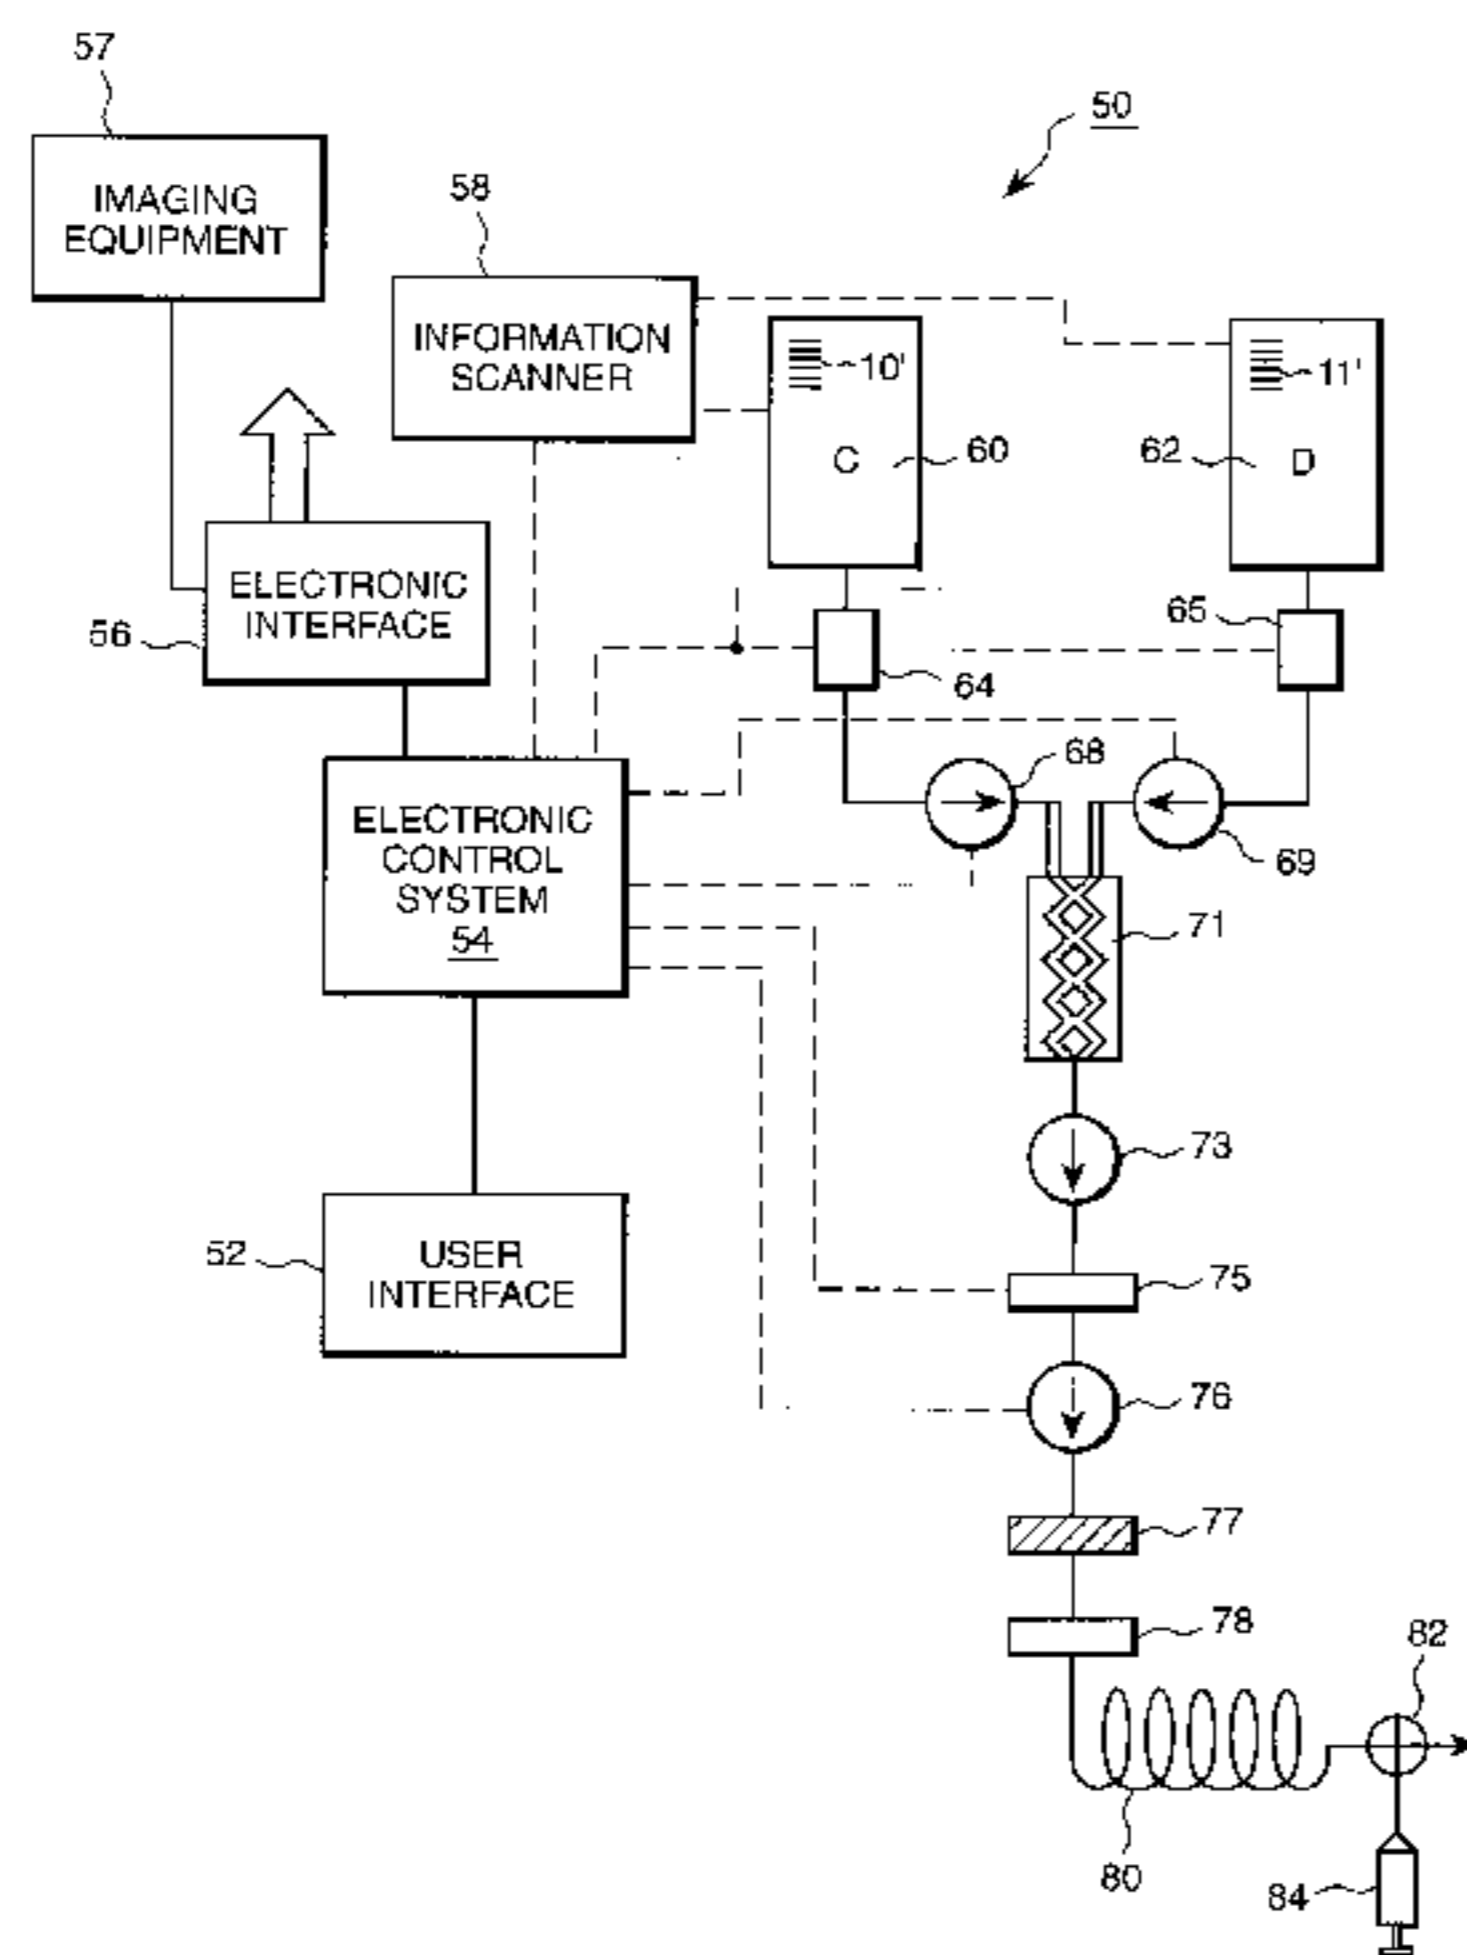 57
50
58
IMAGING
EQUIPMENT
INFORMATION
SCANNER
10'
11'
C
60
62
D
ELECTRONIC
INTERFACE
56
65
64
68
ELECTRONIC
CONTROL
SYSTEM
54
69
71
73
52
USER
INTERFACE
75
76
77
78
82
80
84